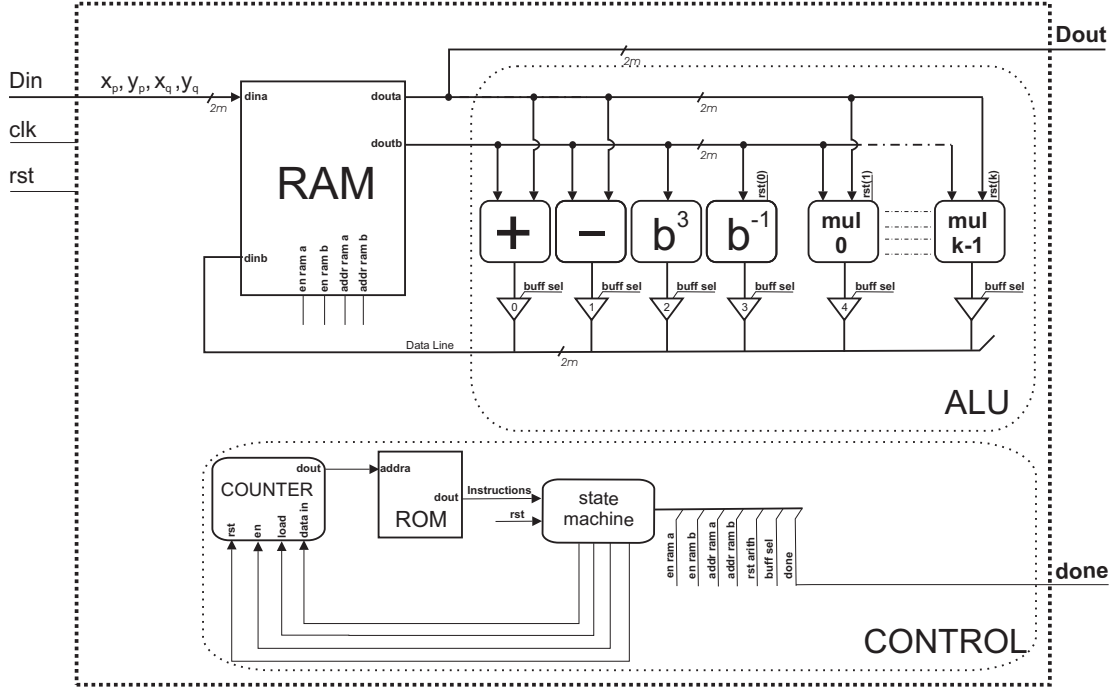 Dout
2m
Din
x_p, y_p, x_q, y_q
2m
dina
douta
2m
clk
doutb
2m
rst
RAM
rst(0)
rst(1)
rst(k)
+
−
b³
b⁻¹
mul
0
mul
k-1
dinb
en ram a
en ram b
addr ram a
addr ram b
buff sel
buff sel
buff sel
buff sel
buff sel
buff sel
0
1
2
3
4
Data Line
2m
ALU
dout
COUNTER
rst
en
load
data in
addra
dout
ROM
Instructions
rst
state
machine
en ram a
en ram b
addr ram a
addr ram b
rst arith
buff sel
done
done
CONTROL